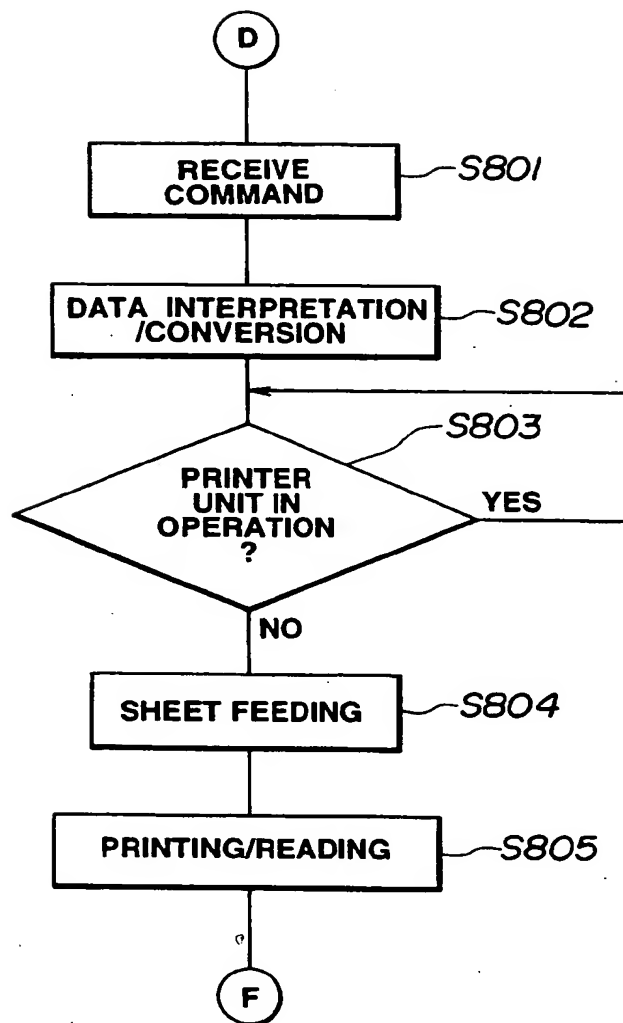 D
RECEIVE
COMMAND
S801
DATA INTERPRETATION
/CONVERSION
S802
S803
PRINTER
UNIT IN
OPERATION
?
YES
NO
SHEET FEEDING
S804
PRINTING/READING
S805
F